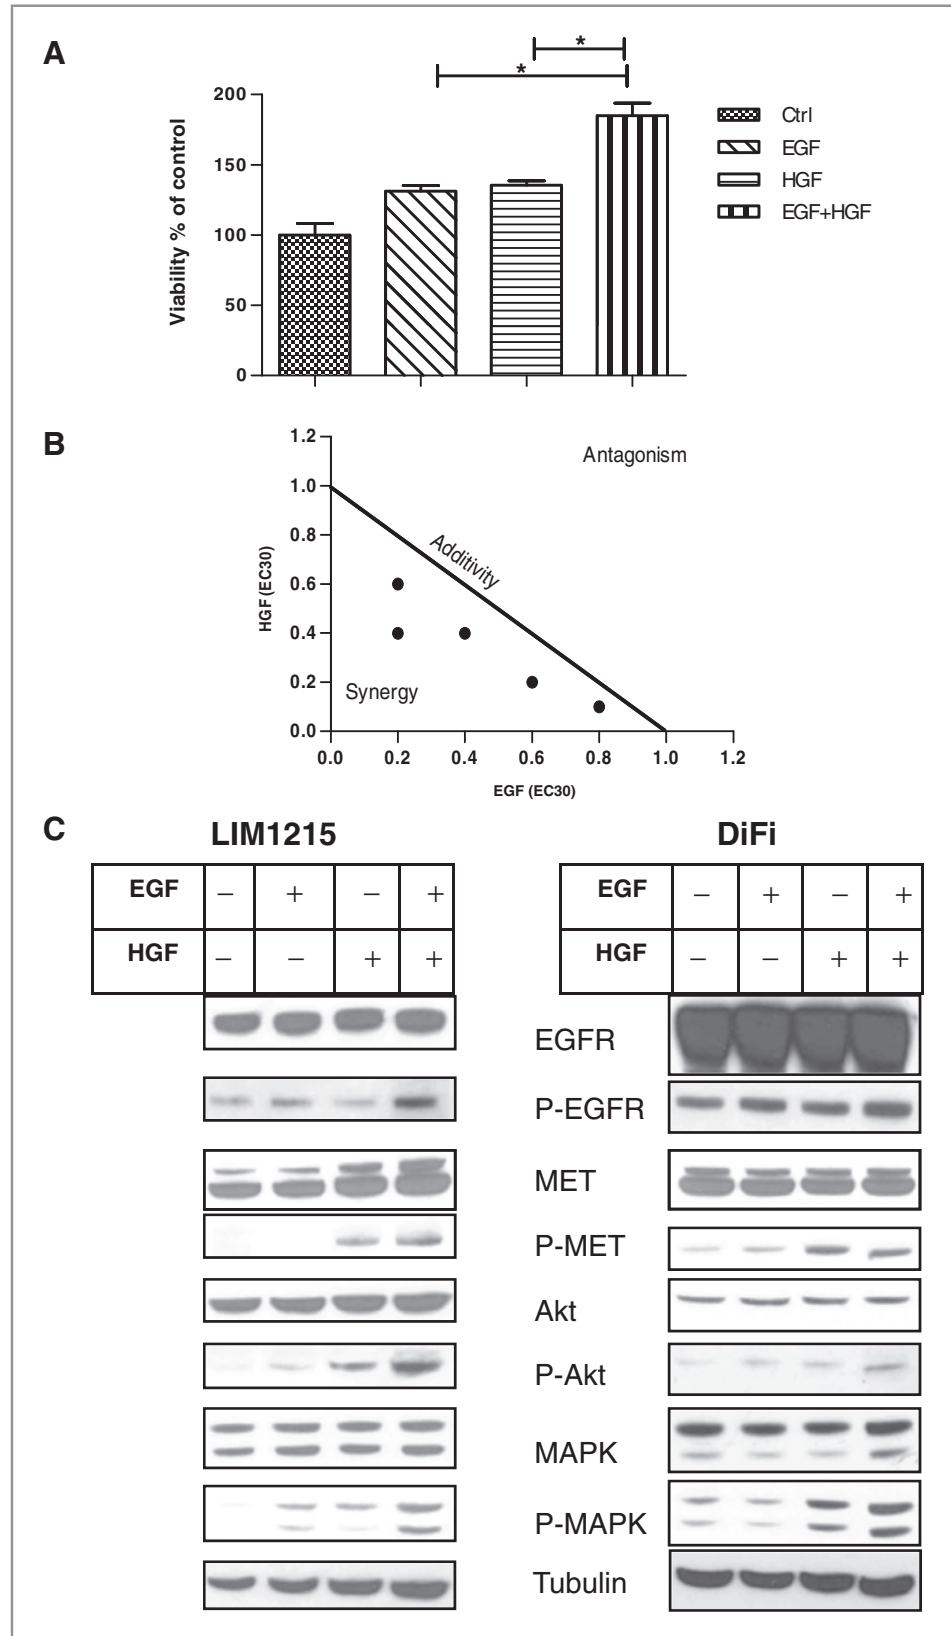 A
*
*
200
150
100
50
0
Viability % of control
Ctrl
EGF
HGF
EGF+HGF
B
1.2
1.0
0.8
0.6
0.4
0.2
0.0
HGF (EC30)
Antagonism
Additivity
Synergy
0.0 0.2 0.4 0.6 0.8 1.0 1.2
EGF (EC30)
C
LIM1215 DiFi
EGF − + − + EGF − + − +
HGF − − + + HGF − − + +
EGFR
P-EGFR
MET
P-MET
Akt
P-Akt
MAPK
P-MAPK
Tubulin